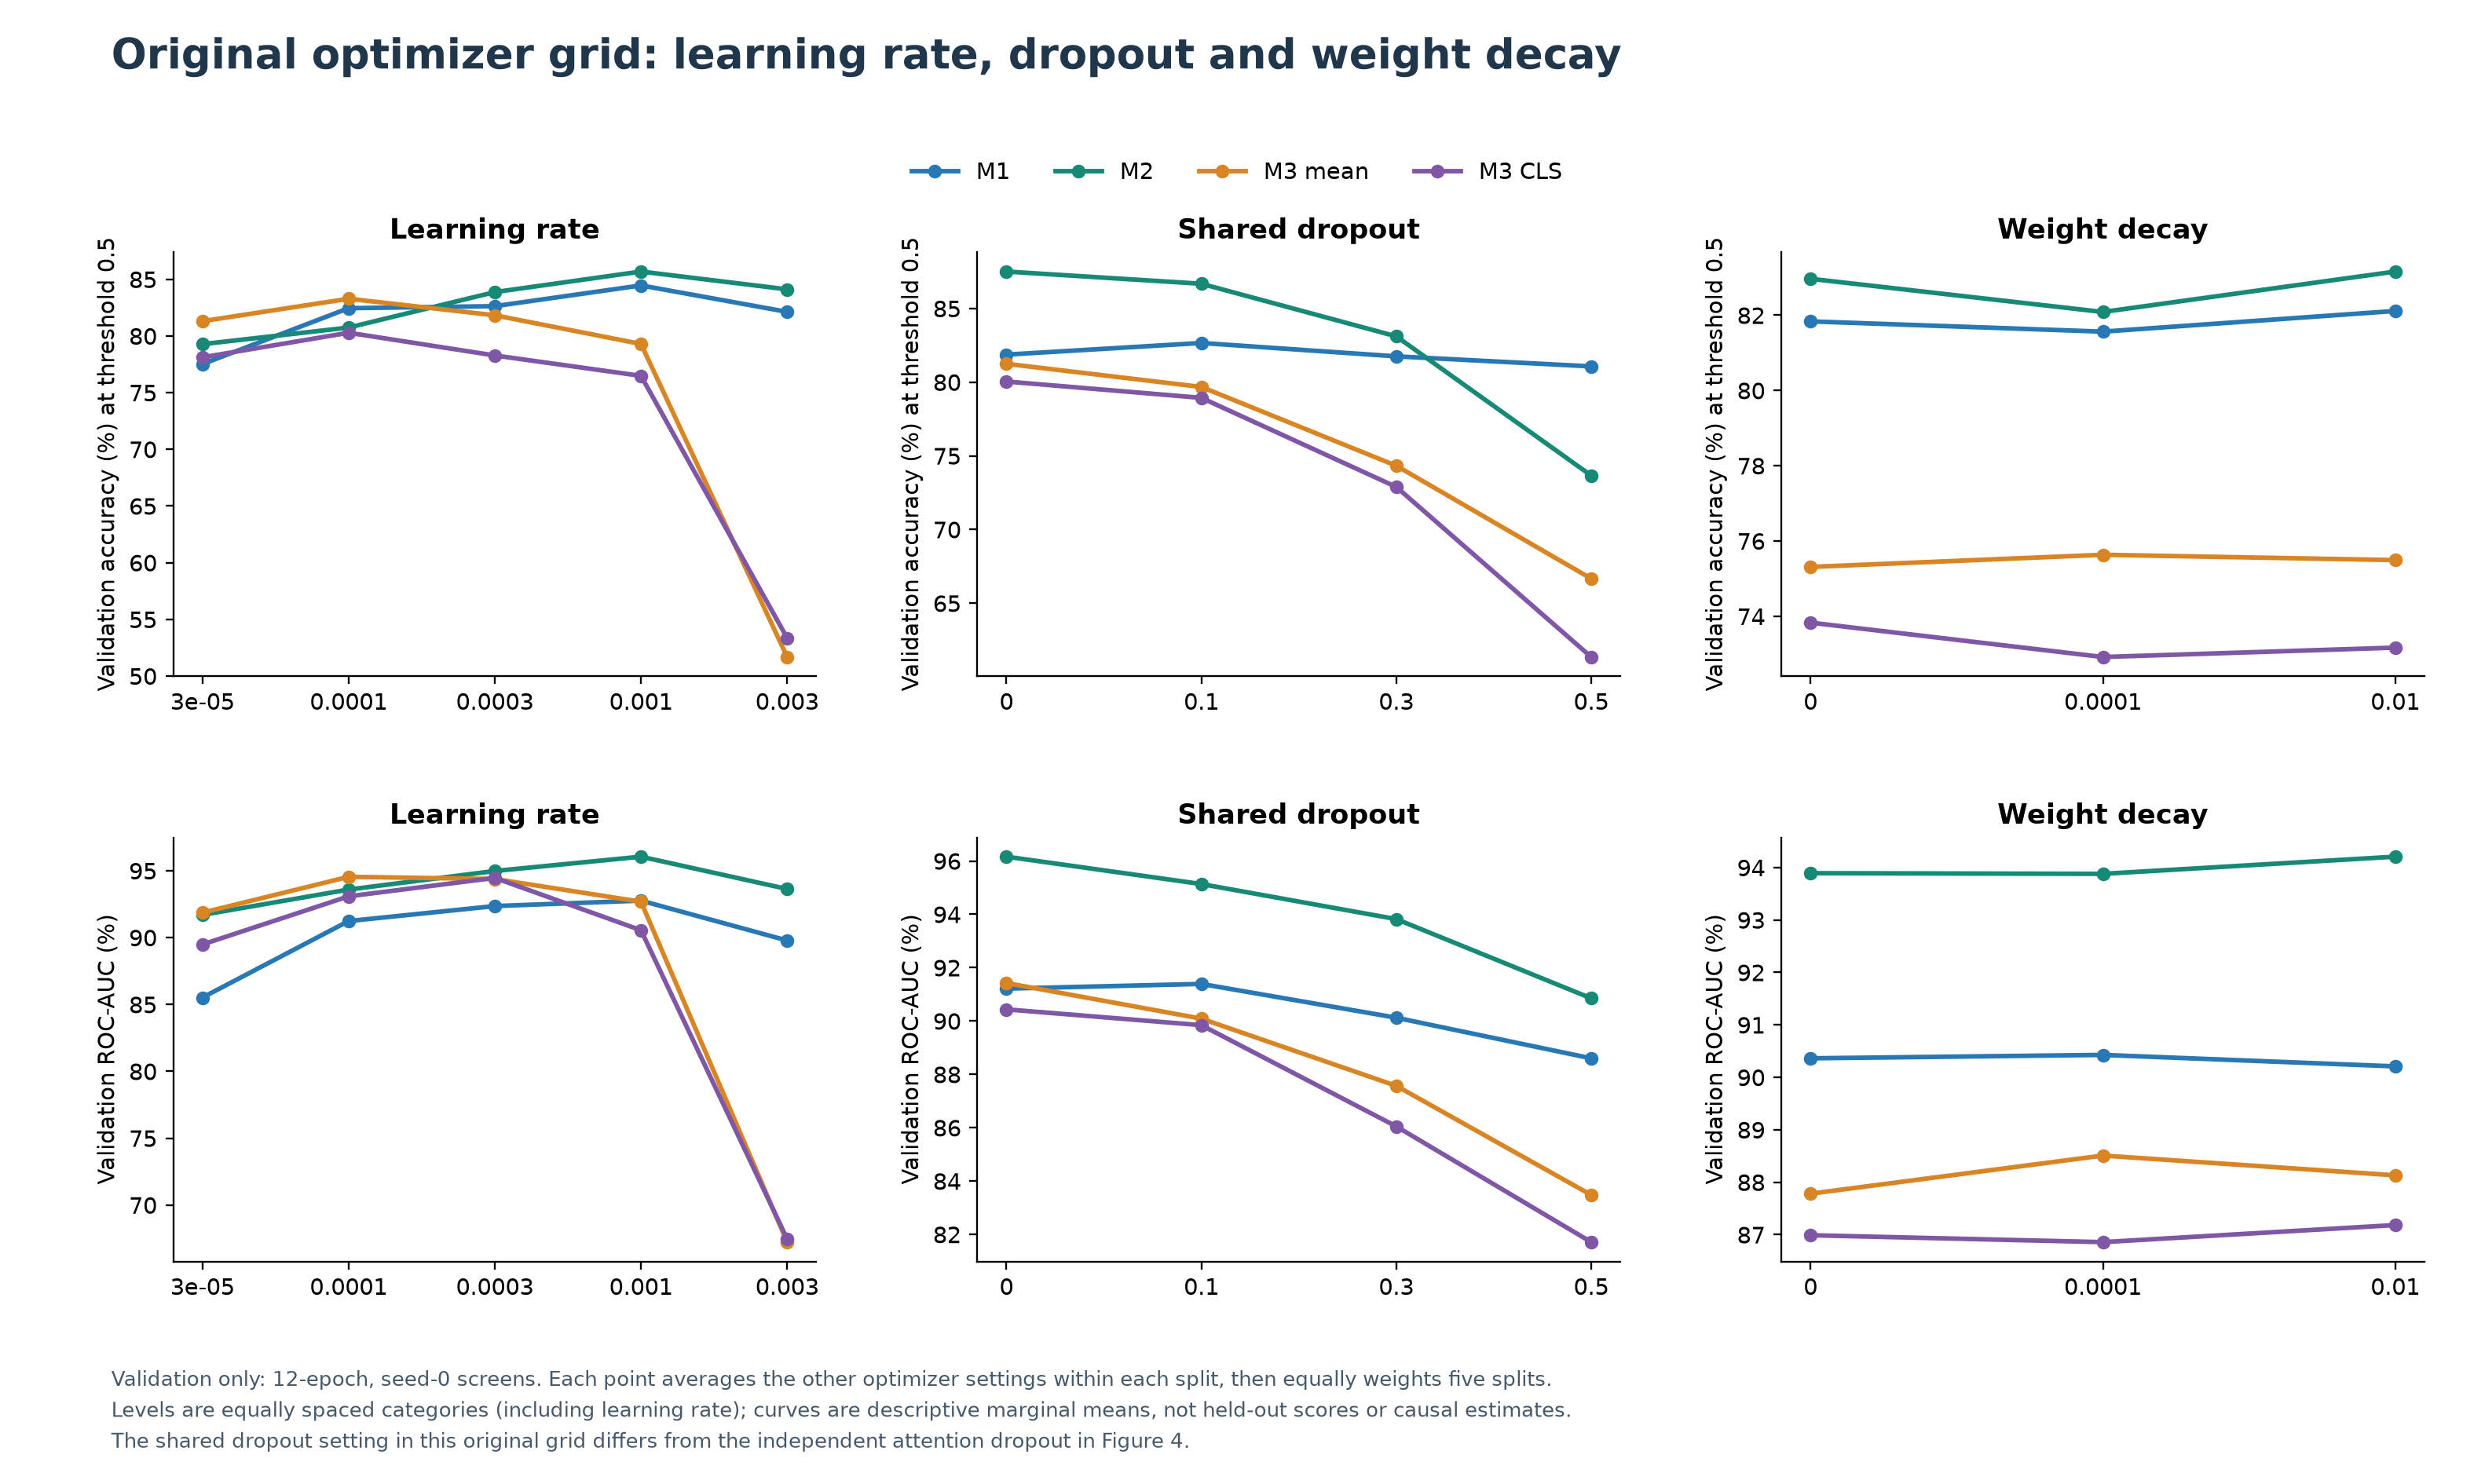 Original optimizer grid: learning rate, dropout and weight decay
M1 M2 M3 mean M3 CLS
Learning rate
Validation accuracy (%) at threshold 0.5
85
80
75
70
65
60
55
50
3e-05 0.0001 0.0003 0.001 0.003
Shared dropout
Validation accuracy (%) at threshold 0.5
85
80
75
70
65
0 0.1 0.3 0.5
Weight decay
Validation accuracy (%) at threshold 0.5
82
80
78
76
74
0 0.0001 0.01
Learning rate
Validation ROC-AUC (%)
95
90
85
80
75
70
3e-05 0.0001 0.0003 0.001 0.003
Shared dropout
Validation ROC-AUC (%)
96
94
92
90
88
86
84
82
0 0.1 0.3 0.5
Weight decay
Validation ROC-AUC (%)
94
93
92
91
90
89
88
87
0 0.0001 0.01
Validation only: 12-epoch, seed-0 screens. Each point averages the other optimizer settings within each split, then equally weights five splits.
Levels are equally spaced categories (including learning rate); curves are descriptive marginal means, not held-out scores or causal estimates.
The shared dropout setting in this original grid differs from the independent attention dropout in Figure 4.